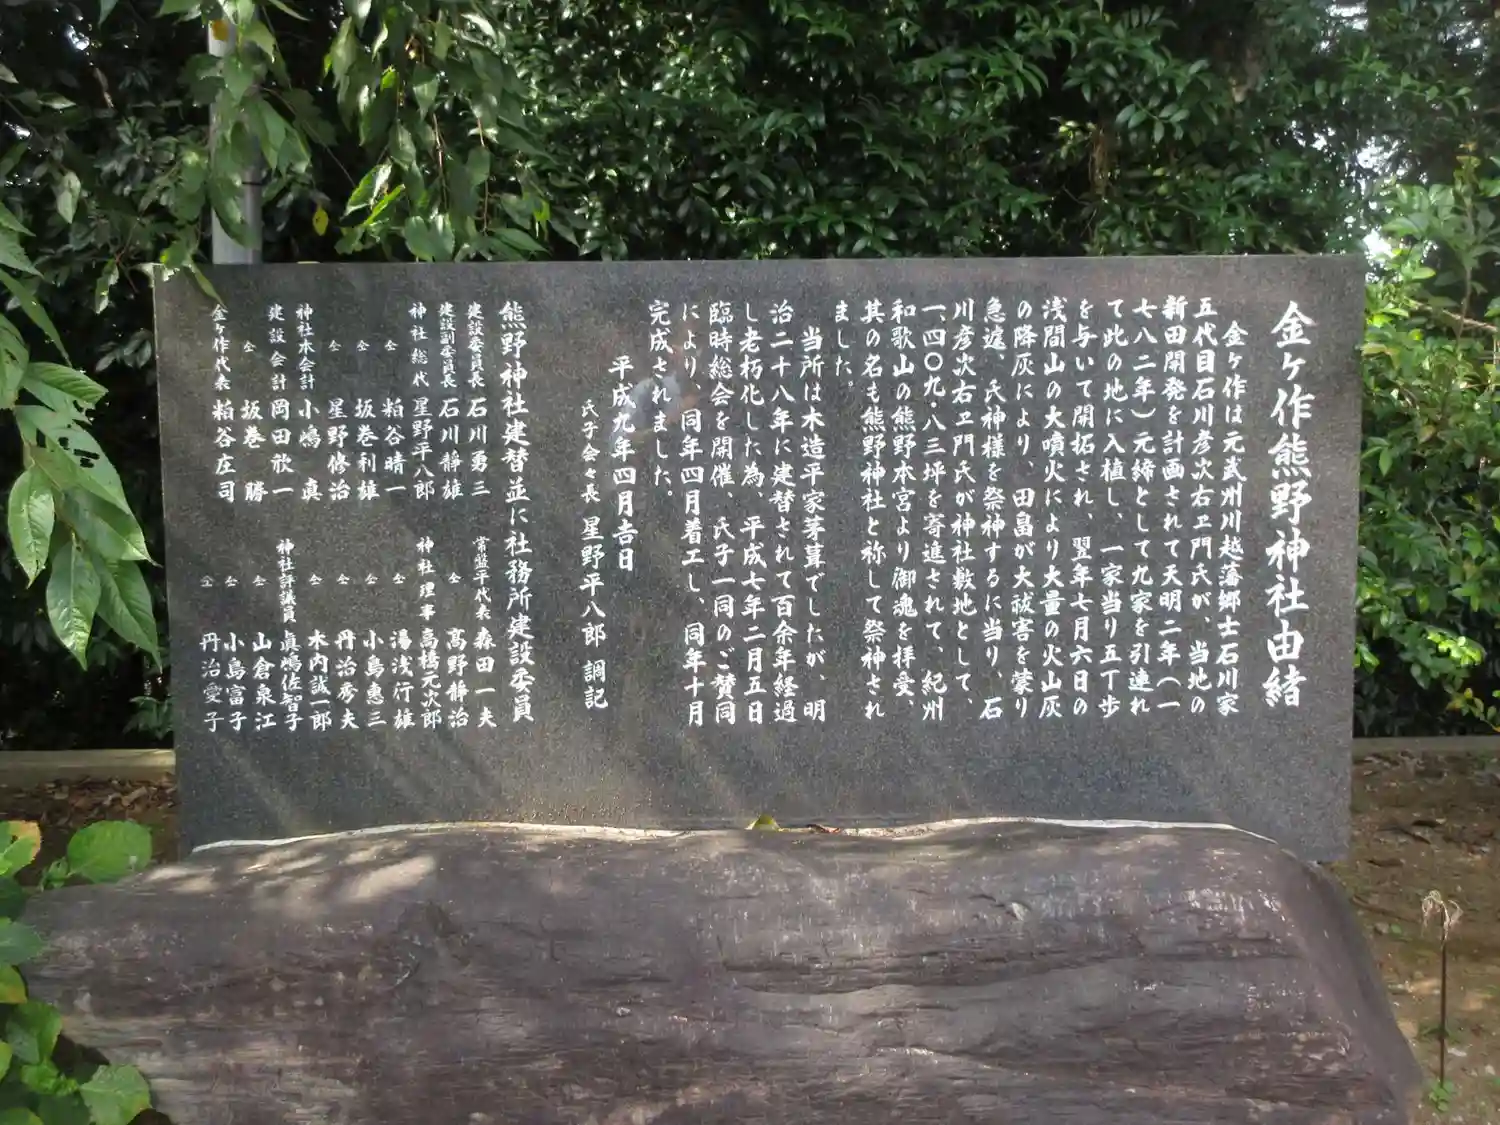 金ヶ作熊野神社由緒
金ヶ作は元武州川越藩郷士石川家
五代目石川彦次右ヱ門氏が、当地の
新田開発を計画されて天明二年(一
七八二年)元締として九家を引連れ
て此の地に入植し、一家当り五丁歩
を与いて開拓され、翌年七月六日の
浅間山の大噴火により大量の火山灰
の降灰により、田畠が大祓害を蒙り
急遽、氏神様を祭神するに当り、石
川彦次右ヱ門氏が神社敷地として、
一、四〇九・八三坪を寄進されて、紀州
和歌山の熊野本宮より御魂を拝受、
其の名も熊野神社と祢して祭神され
ました。
当所は木造平家茅葺でしたが、明
治二十八年に建替されて百余年経過
し老朽化した為、平成七年二月五日
臨時総会を開催、氏子一同のご賛同
により、同年四月着工し、同年十月
完成されました。
平成九年四月吉日
氏子会々長 星野平八郎 調記
熊野神社建替並に社務所建設委員
建設委員長 石川勇三 常盤平代表 森田一夫
建設副委員長 石川静雄 仝 髙野静治
神社総代 星野平八郎 神社理事 高橋元次郎
仝 粕谷晴一 仝 湯浅行雄
仝 坂巻利雄 仝 小島惠三
仝 星野修治 仝 丹治秀夫
神社本会計 小嶋眞 仝 木内誠一郎
建設会計 岡田欣一 神社評議員 眞嶋佐智子
仝 坂巻勝 仝 山倉泉江
金ヶ作代表 粕谷庄司 仝 小島富子
仝 丹治愛子